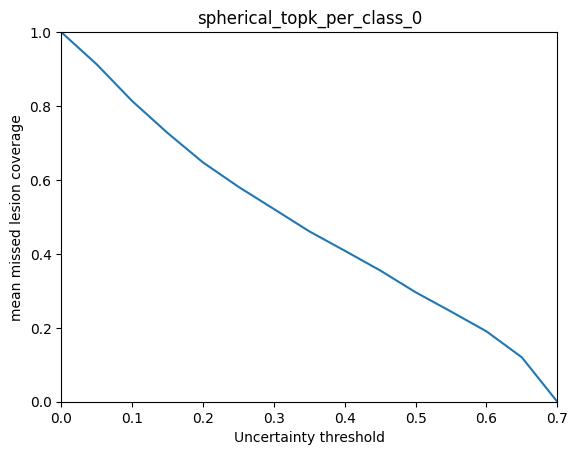 spherical_topk_per_class_0
1.0
0.8
0.6
0.4
0.2
0.0
mean missed lesion coverage
0.0 0.1 0.2 0.3 0.4 0.5 0.6 0.7
Uncertainty threshold